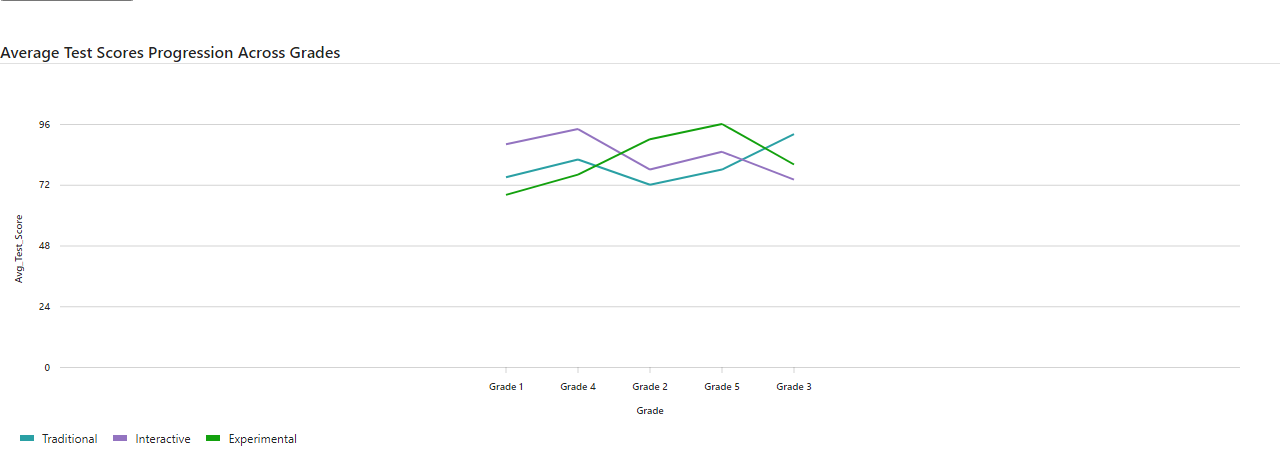 Average Test Scores Progression Across Grades
96
72
48
24
0
Avg_Test_Score
Grade 1 Grade 4 Grade 2 Grade 5 Grade 3
Grade
Traditional Interactive Experimental